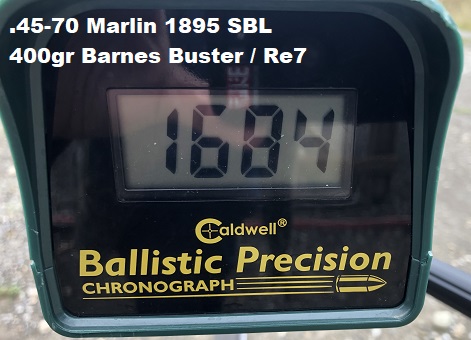 .45-70 Marlin 1895 SBL
400gr Barnes Buster / Re7
1684
Caldwell®
Ballistic Precision
CHRONOGRAPH